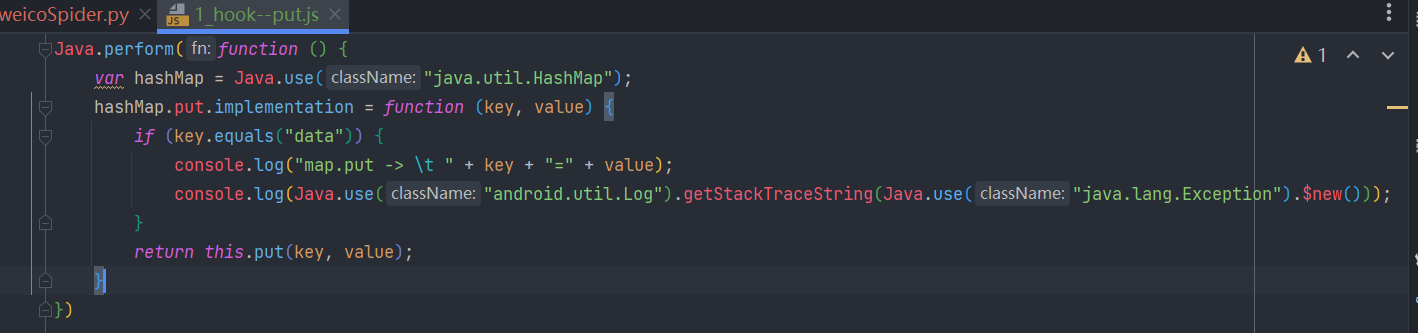 weicoSpider.py × JS 1_hook--put.js ×
Java.perform( fn: function () {
1
var hashMap = Java.use( className: "java.util.HashMap");
hashMap.put.implementation = function (key, value) {
if (key.equals("data")) {
console.log("map.put -> \t " + key + "=" + value);
console.log(Java.use( className: "android.util.Log").getStackTraceString(Java.use( className: "java.lang.Exception").$new()));
}
return this.put(key, value);
}
})